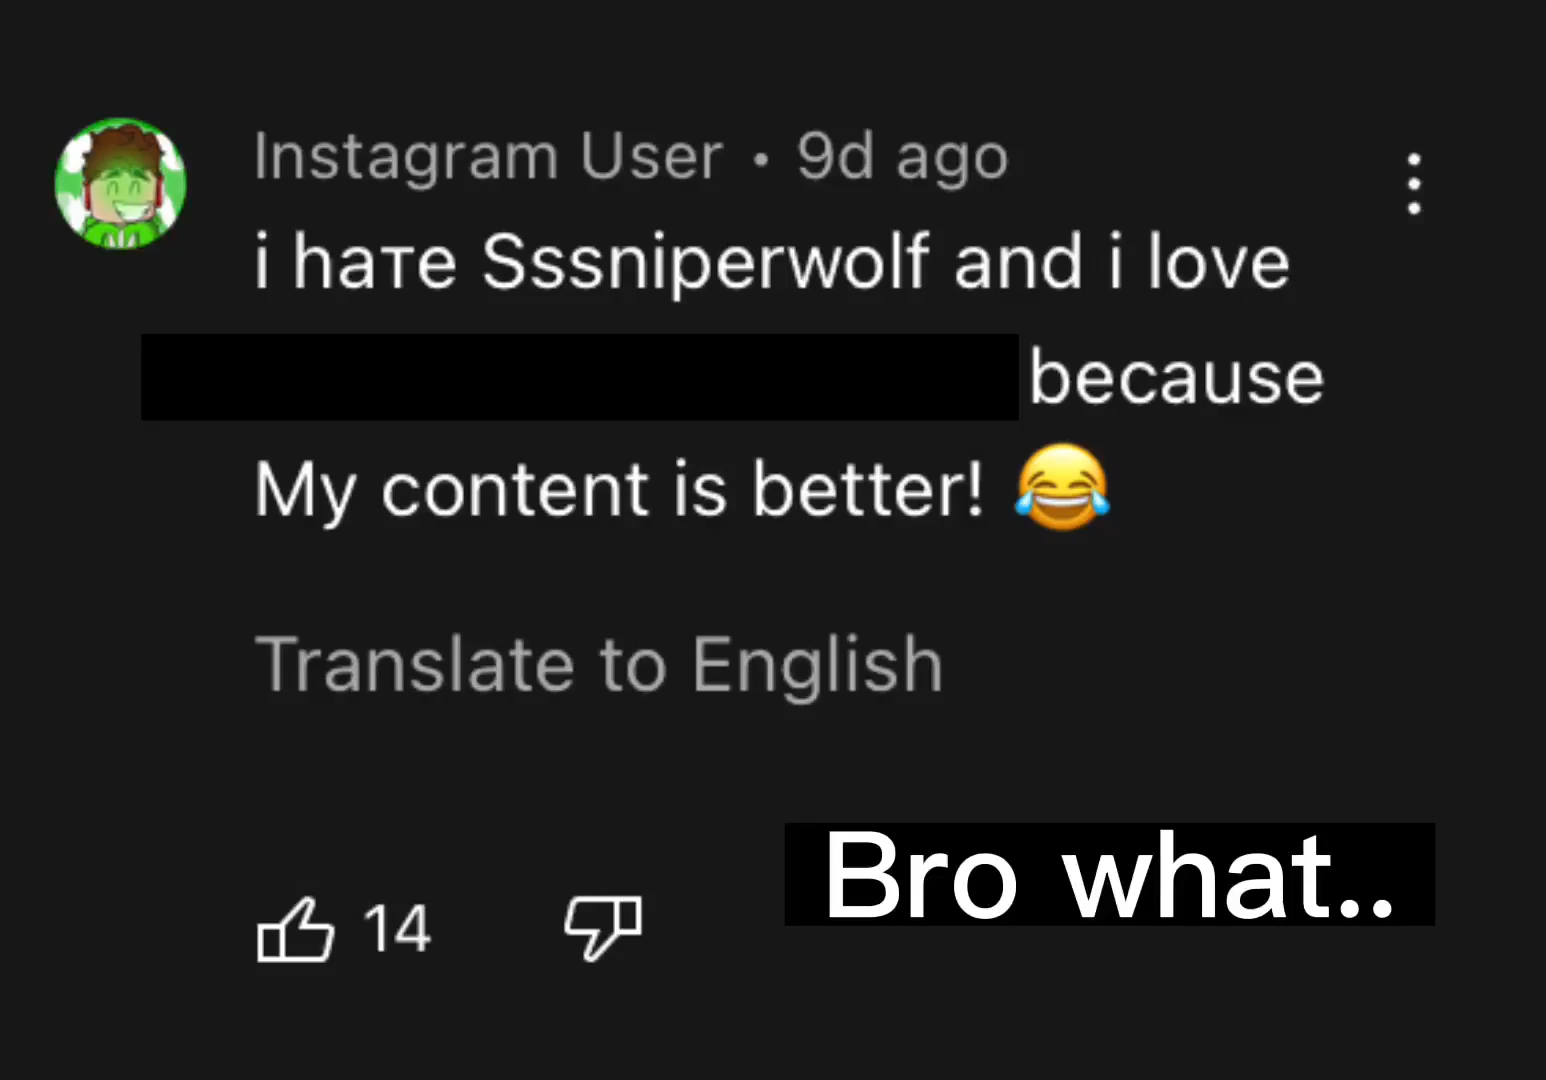 Instagram User • 9d ago
i haтe Sssniperwolf and i love
because
My content is better! 😂
Translate to English
14
Bro what..